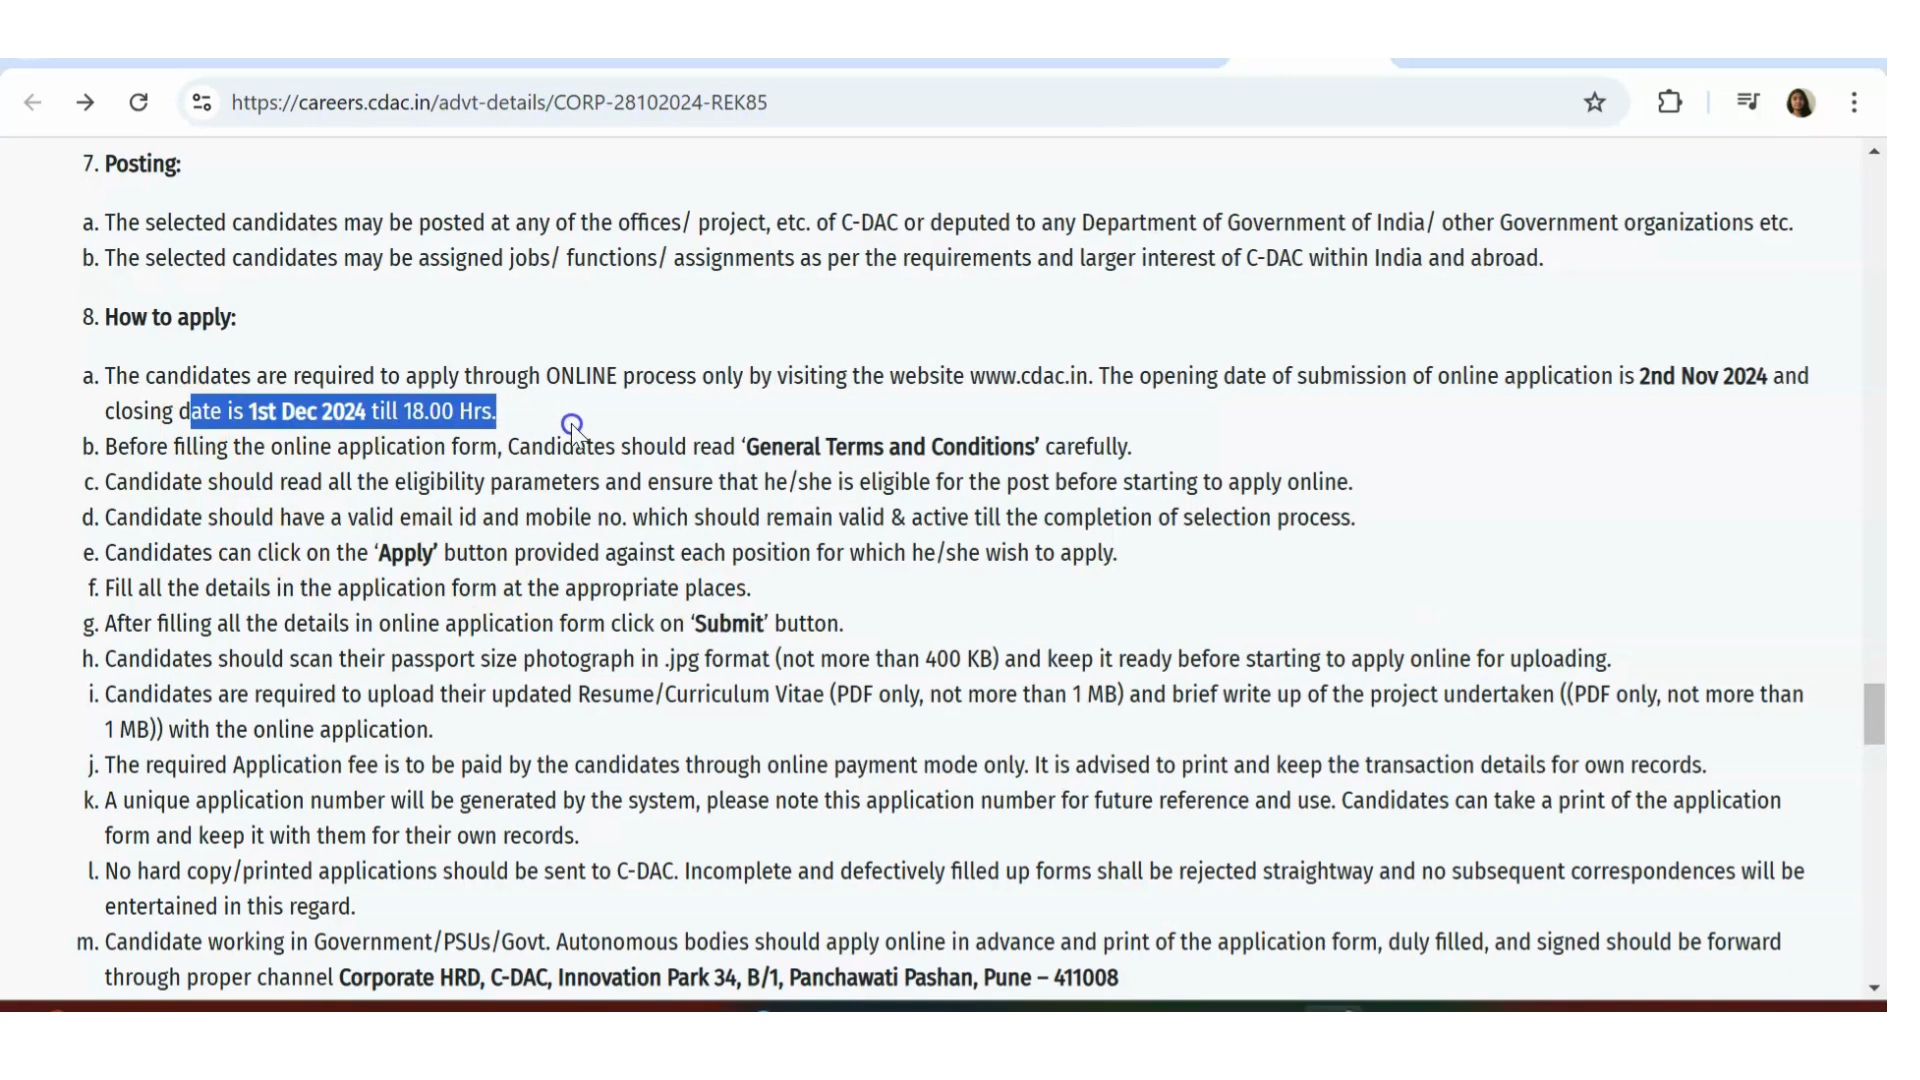 https://careers.cdac.in/advt-details/CORP-28102024-REK85
7. Posting:
a. The selected candidates may be posted at any of the offices/ project, etc. of C-DAC or deputed to any Department of Government of India/ other Government organizations etc.
b. The selected candidates may be assigned jobs/ functions/ assignments as per the requirements and larger interest of C-DAC within India and abroad.
8. How to apply:
a. The candidates are required to apply through ONLINE process only by visiting the website www.cdac.in. The opening date of submission of online application is 2nd Nov 2024 and
closing date is 1st Dec 2024 till 18.00 Hrs.
b. Before filling the online application form, Candidates should read ‘General Terms and Conditions’ carefully.
c. Candidate should read all the eligibility parameters and ensure that he/she is eligible for the post before starting to apply online.
d. Candidate should have a valid email id and mobile no. which should remain valid & active till the completion of selection process.
e. Candidates can click on the ‘Apply’ button provided against each position for which he/she wish to apply.
f. Fill all the details in the application form at the appropriate places.
g. After filling all the details in online application form click on ‘Submit’ button.
h. Candidates should scan their passport size photograph in .jpg format (not more than 400 KB) and keep it ready before starting to apply online for uploading.
i. Candidates are required to upload their updated Resume/Curriculum Vitae (PDF only, not more than 1 MB) and brief write up of the project undertaken ((PDF only, not more than
1 MB)) with the online application.
j. The required Application fee is to be paid by the candidates through online payment mode only. It is advised to print and keep the transaction details for own records.
k. A unique application number will be generated by the system, please note this application number for future reference and use. Candidates can take a print of the application
form and keep it with them for their own records.
l. No hard copy/printed applications should be sent to C-DAC. Incomplete and defectively filled up forms shall be rejected straightway and no subsequent correspondences will be
entertained in this regard.
m. Candidate working in Government/PSUs/Govt. Autonomous bodies should apply online in advance and print of the application form, duly filled, and signed should be forward
through proper channel Corporate HRD, C-DAC, Innovation Park 34, B/1, Panchawati Pashan, Pune – 411008